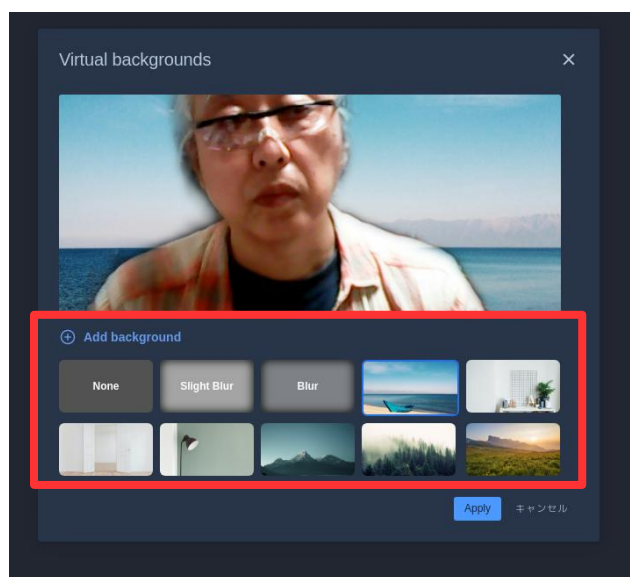 Virtual backgrounds
Add background
None
Slight Blur
Blur
Apply
キャンセル